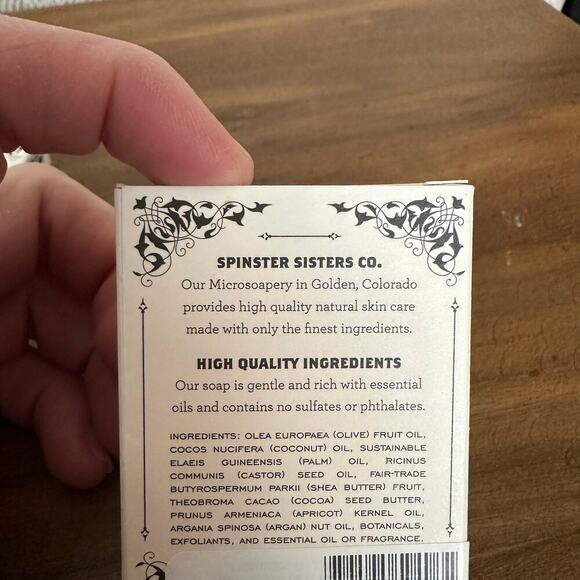 SPINSTER SISTERS CO.
Our Microsoapery in Golden, Colorado
provides high quality natural skin care
made with only the finest ingredients.
HIGH QUALITY INGREDIENTS
Our soap is gentle and rich with essential
oils and contains no sulfates or phthalates.
INGREDIENTS: OLEA EUROPAEA (OLIVE) FRUIT OIL,
COCOS NUCIFERA (COCONUT) OIL, SUSTAINABLE
ELAEIS GUINEENSIS (PALM) OIL, RICINUS
COMMUNIS (CASTOR) SEED OIL, FAIR-TRADE
BUTYROSPERMUM PARKII (SHEA BUTTER) FRUIT,
THEOBROMA CACAO (COCOA) SEED BUTTER,
PRUNUS ARMENIACA (APRICOT) KERNEL OIL,
ARGANIA SPINOSA (ARGAN) NUT OIL, BOTANICALS,
EXFOLIANTS, AND ESSENTIAL OIL OR FRAGRANCE.